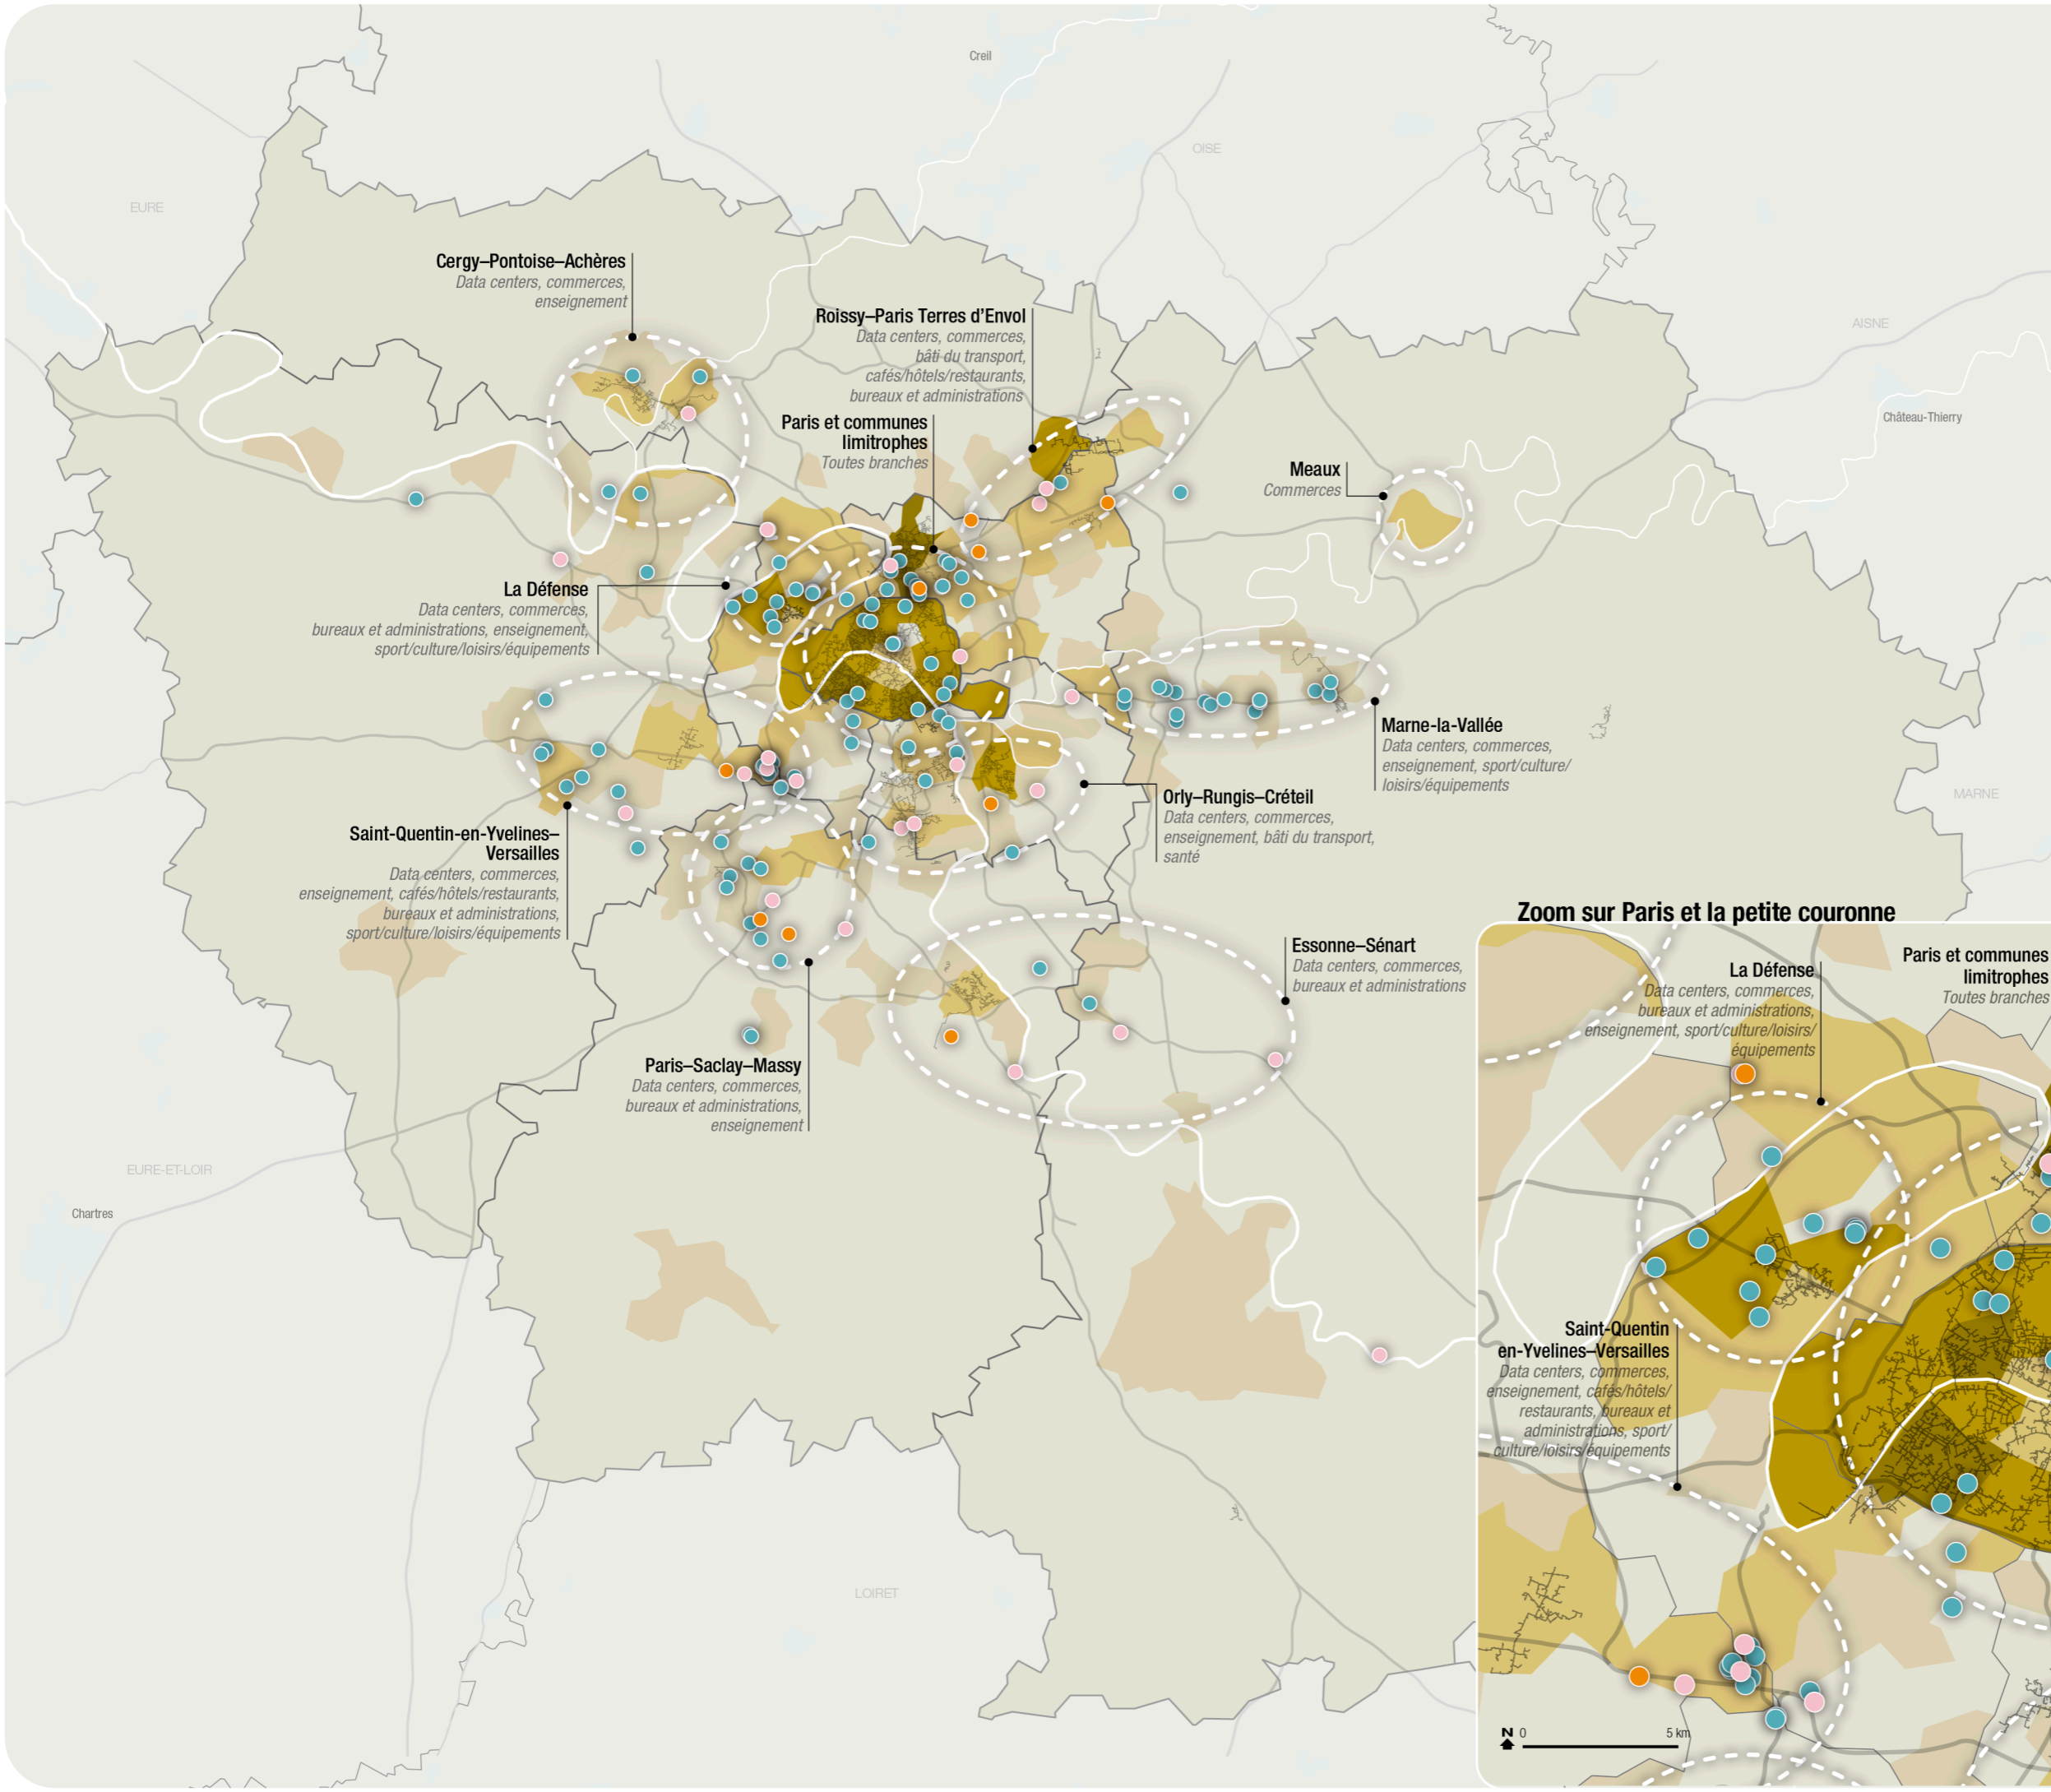 Creil
OISE
EURE
Cergy–Pontoise–Achères
Data centers, commerces,
enseignement
Roissy–Paris Terres d'Envol
Data centers, commerces,
bâti du transport,
cafés/hôtels/restaurants,
bureaux et administrations
AISNE
Château-Thierry
Paris et communes
limitrophes
Toutes branches
Meaux
Commerces
La Défense
Data centers, commerces,
bureaux et administrations, enseignement,
sport/culture/loisirs/équipements
Marne-la-Vallée
Data centers, commerces,
enseignement, sport/culture/
loisirs/équipements
MARNE
Orly–Rungis–Créteil
Data centers, commerces,
enseignement, bâti du transport,
santé
Saint-Quentin-en-Yvelines–
Versailles
Data centers, commerces,
enseignement, cafés/hôtels/restaurants,
bureaux et administrations,
sport/culture/loisirs/équipements
Essonne–Sénart
Data centers, commerces,
bureaux et administrations
Paris–Saclay–Massy
Data centers, commerces,
bureaux et administrations,
enseignement
EURE-ET-LOIR
Chartres
LOIRET
Zoom sur Paris et la petite couronne
La Défense
Data centers, commerces,
bureaux et administrations,
enseignement, sport/culture/loisirs/
équipements
Paris et communes
limitrophes
Toutes branches
Saint-Quentin
en-Yvelines–Versailles
Data centers, commerces,
enseignement, cafés/hôtels/
restaurants, bureaux et
administrations, sport/
culture/loisirs/équipements
N 0 5 km